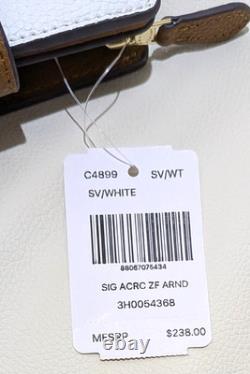 C4899 SV/WT
SV/WHITE
88067075434
SIG ACRC ZF ARND
3H0054368
MFSRP $238.00